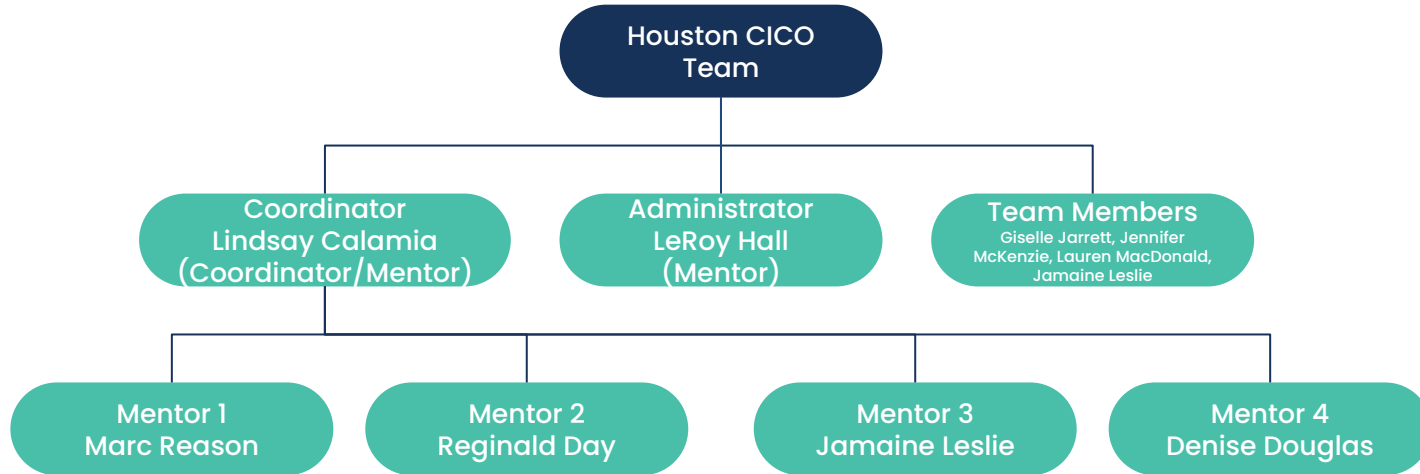 Houston CICO
Team
Coordinator
Lindsay Calamia
(Coordinator/Mentor)
Administrator
LeRoy Hall
(Mentor)
Team Members
Giselle Jarrett, Jennifer
McKenzie, Lauren MacDonald,
Jamaine Leslie
Mentor 1
Marc Reason
Mentor 2
Reginald Day
Mentor 3
Jamaine Leslie
Mentor 4
Denise Douglas